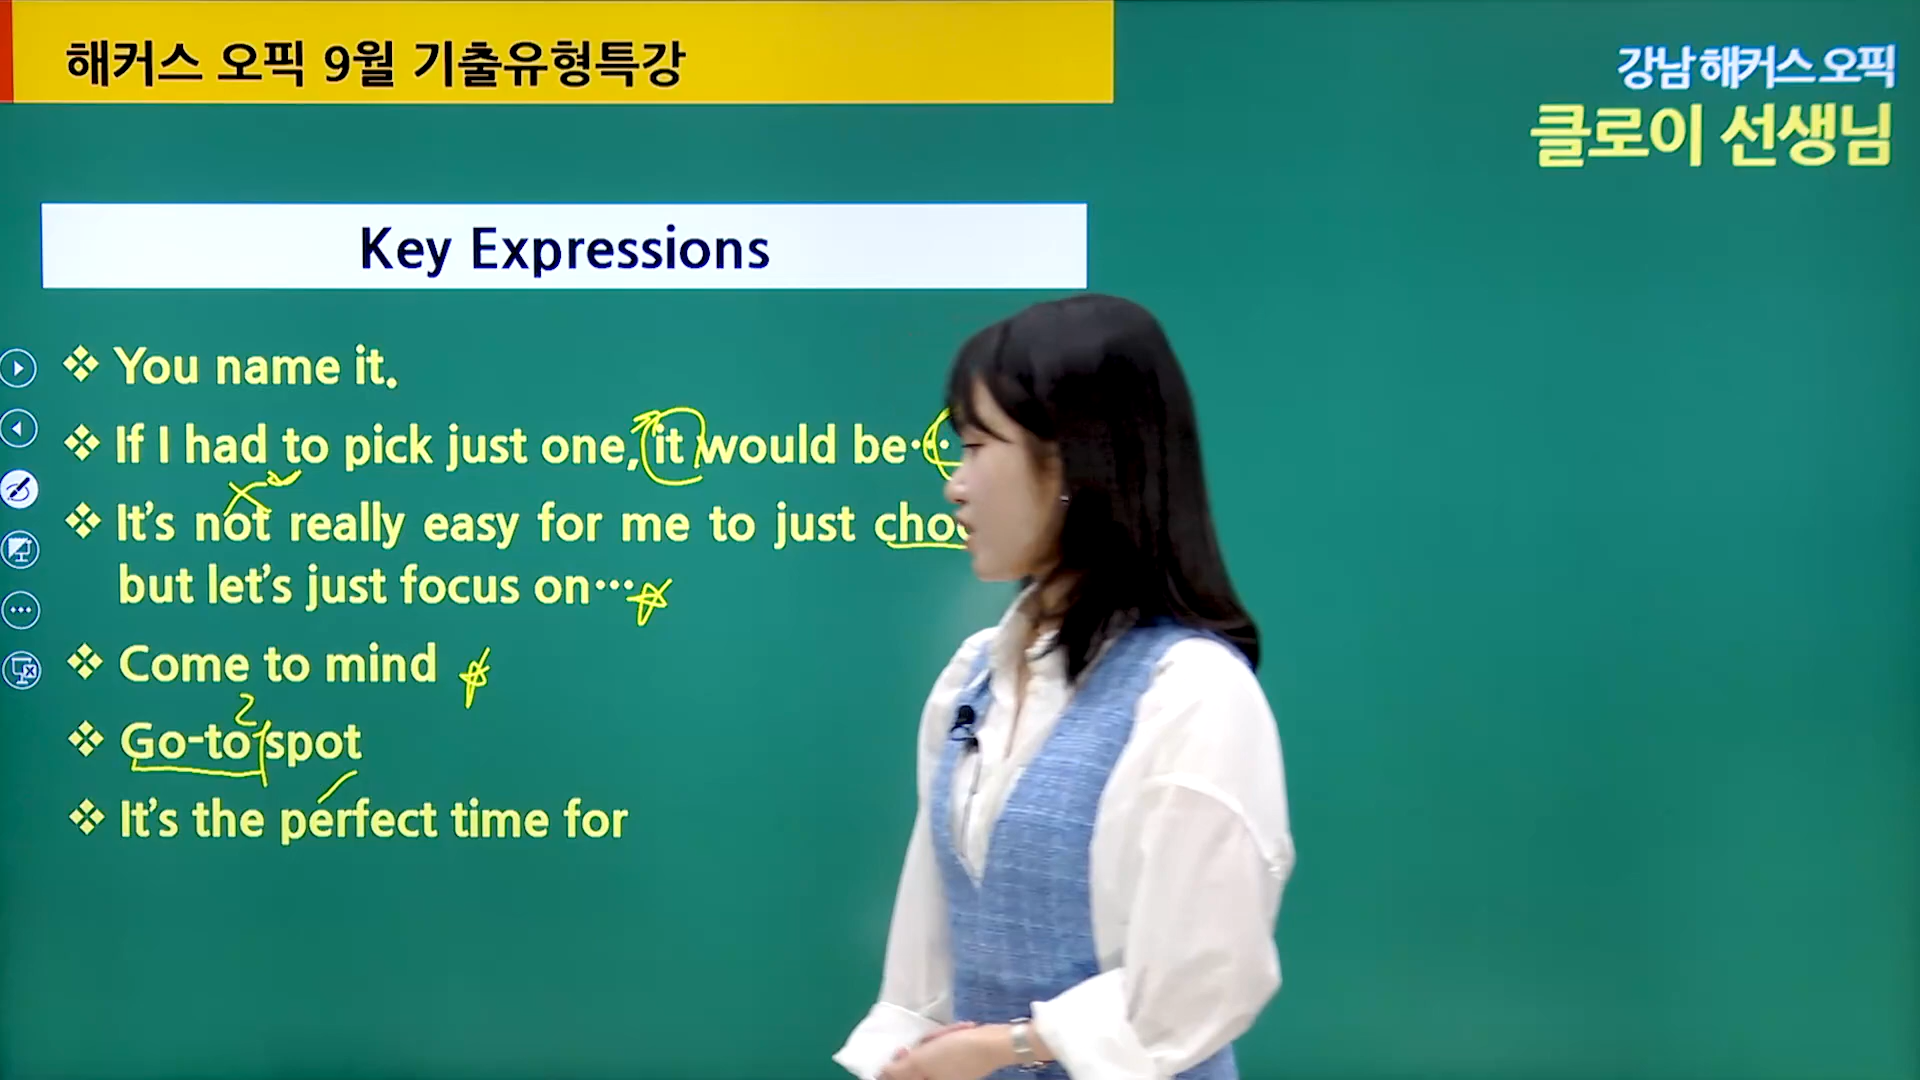 해커스 오픽 9월 기출유형특강
강남 해커스 오픽
클로이 선생님
Key Expressions
❖ You name it.
❖ If I had to pick just one, it would be…
❖ It's not really easy for me to just
but let's just focus on…
❖ Come to mind
2
❖ Go-to spot
❖ It's the perfect time for